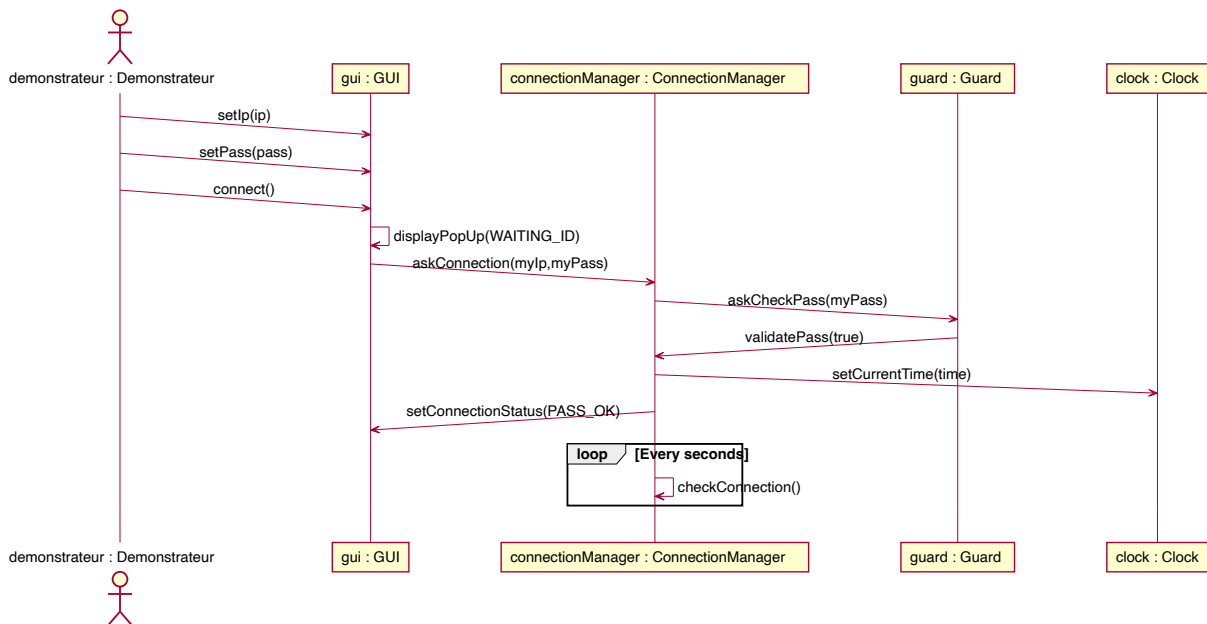 demonstrateur : Demonstrateur
gui : GUI
connectionManager : ConnectionManager
guard : Guard
clock : Clock
setIp(ip)
setPass(pass)
connect()
displayPopUp(WAITING_ID)
askConnection(myIp,myPass)
askCheckPass(myPass)
validatePass(true)
setCurrentTime(time)
setConnectionStatus(PASS_OK)
loop [Every seconds]
checkConnection()
demonstrateur : Demonstrateur
gui : GUI
connectionManager : ConnectionManager
guard : Guard
clock : Clock